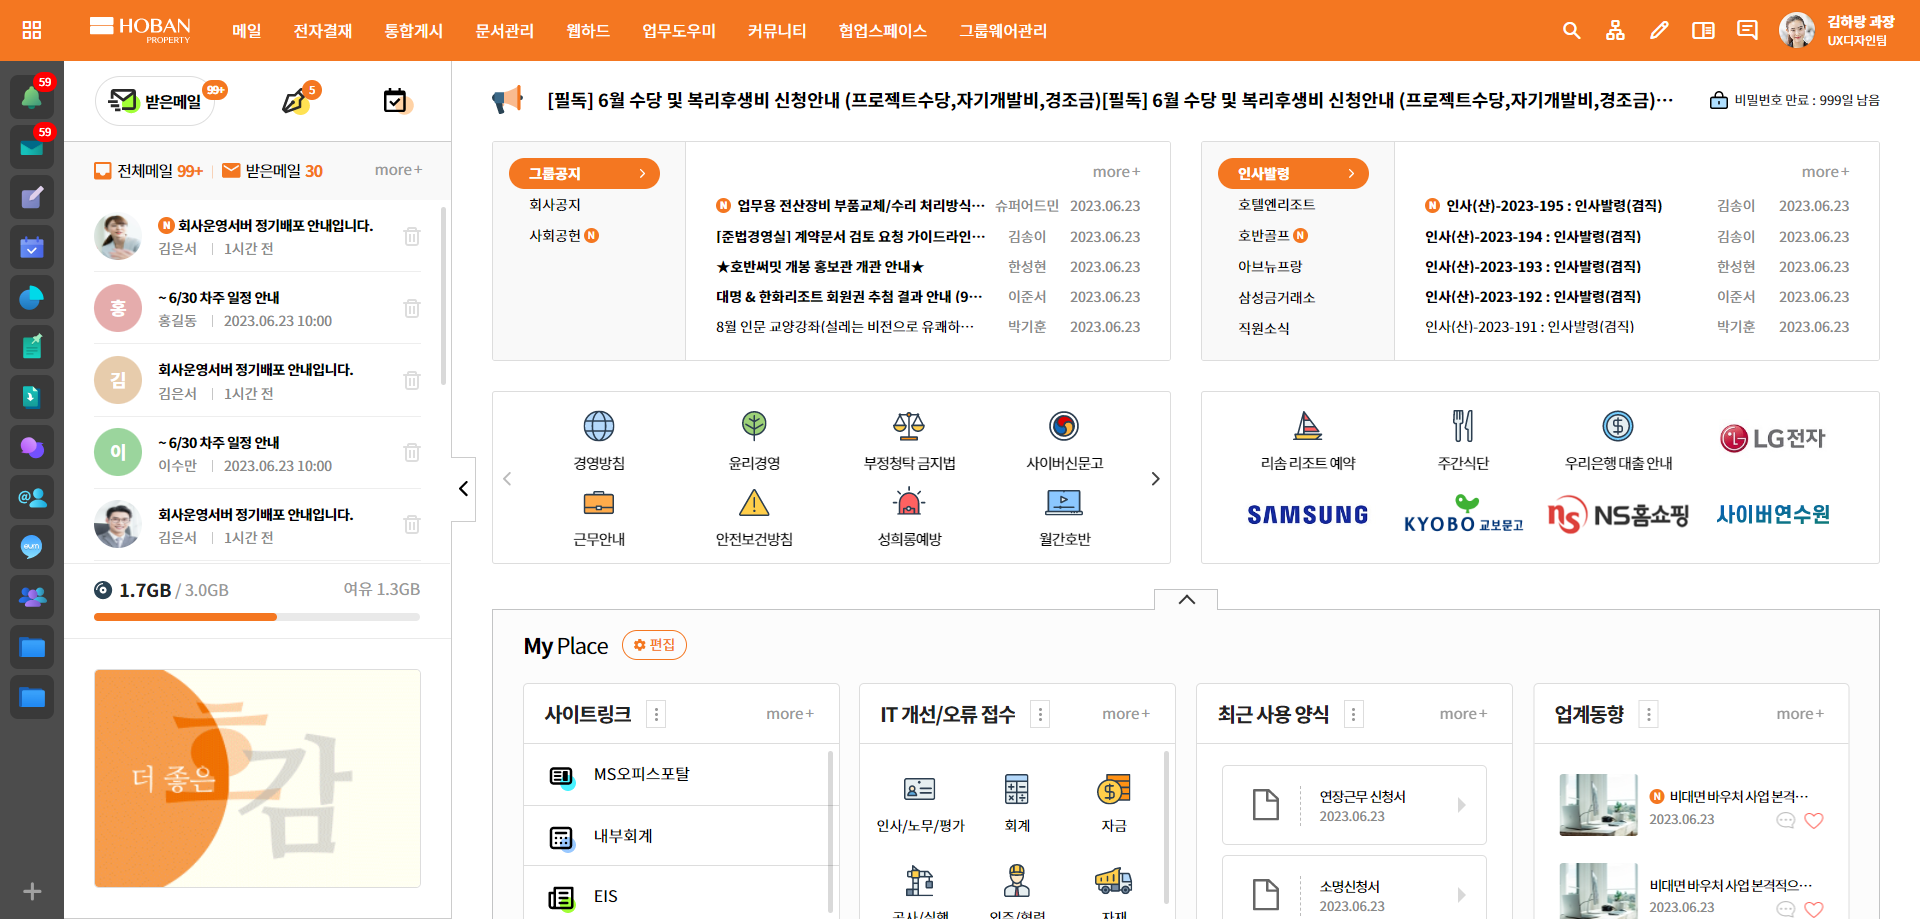 HOBAN
PROPERTY
메일 전자결재 통합게시 문서관리 웹하드 업무도우미 커뮤니티 협업스페이스 그룹웨어관리
김하랑 과장
UX디자인팀
59
59
eum
받은메일 99+
5
전체메일 99+ 받은메일 30 more+
N 회사운영서버 정기배포 안내입니다.
김은서 1시간 전
홍
~ 6/30 차주 일정 안내
홍길동 2023.06.23 10:00
김
회사운영서버 정기배포 안내입니다.
김은서 1시간 전
이
~ 6/30 차주 일정 안내
이수만 2023.06.23 10:00
회사운영서버 정기배포 안내입니다.
김은서 1시간 전
1.7GB / 3.0GB 여유 1.3GB
더 좋은
호감
[필독] 6월 수당 및 복리후생비 신청안내 (프로젝트수당,자기개발비,경조금)[필독] 6월 수당 및 복리후생비 신청안내 (프로젝트수당,자기개발비,경조금)···
비밀번호 만료 : 999일 남음
그룹공지
회사공지
사회공헌 N
more+
N 업무용 전산장비 부품교체/수리 처리방식··· 슈퍼어드민 2023.06.23
[준법경영실] 계약문서 검토 요청 가이드라인··· 김송이 2023.06.23
★호반써밋 개봉 홍보관 개관 안내★ 한성현 2023.06.23
대명 & 한화리조트 회원권 추첨 결과 안내 (9··· 이준서 2023.06.23
8월 인문 교양강좌(설레는 비전으로 유쾌하··· 박기훈 2023.06.23
인사발령
호텔엔리조트
호반골프 N
아브뉴프랑
삼성금거래소
직원소식
more+
N 인사(산)-2023-195 : 인사발령(겸직) 김송이 2023.06.23
인사(산)-2023-194 : 인사발령(겸직) 김송이 2023.06.23
인사(산)-2023-193 : 인사발령(겸직) 한성현 2023.06.23
인사(산)-2023-192 : 인사발령(겸직) 이준서 2023.06.23
인사(산)-2023-191 : 인사발령(겸직) 박기훈 2023.06.23
경영방침 윤리경영 부정청탁 금지법 사이버신문고
근무안내 안전보건방침 성희롱예방 월간호반
리솜 리조트 예약 주간식단 우리은행 대출 안내 LG전자
SAMSUNG KYOBO 교보문고 NS홈쇼핑 사이버연수원
My Place 편집
사이트링크 more+
MS오피스포탈
내부회계
EIS
IT 개선/오류 접수 more+
인사/노무/평가 회계 자금
공사/실행 외주/협력 자재
최근 사용 양식 more+
연장근무 신청서
2023.06.23
소명신청서
2023.06.23
업계동향 more+
N 비대면 바우처 사업 본격···
2023.06.23
비대면 바우처 사업 본격적으···
2023.06.23